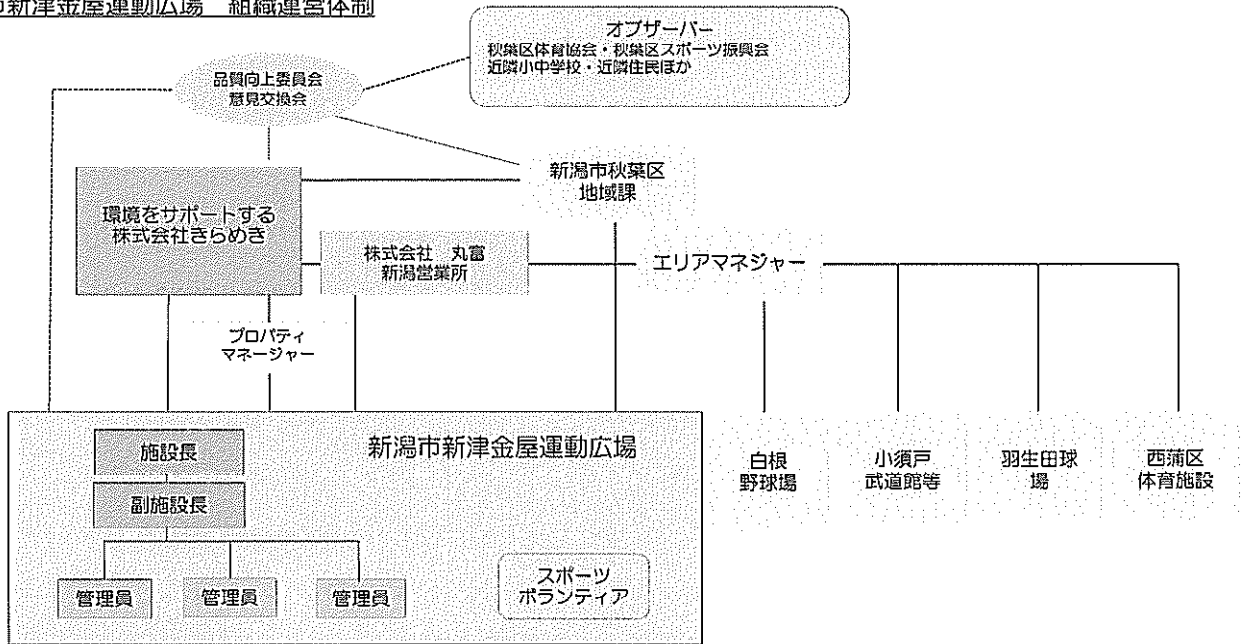 市新津金屋運動広場 組織運営体制
オブザーバー
秋葉区体育協会・秋葉区スポーツ振興会
近隣小中学校・近隣住民ほか
品質向上委員会
意見交換会
新潟市秋葉区
地域課
環境をサポートする
株式会社きらめき
株式会社 丸富
新潟営業所
エリアマネジャー
プロパティ
マネージャー
新潟市新津金屋運動広場
施設長
副施設長
管理員
管理員
管理員
スポーツ
ボランティア
白根
野球場
小須戸
武道館等
羽生田球
場
西蒲区
体育施設